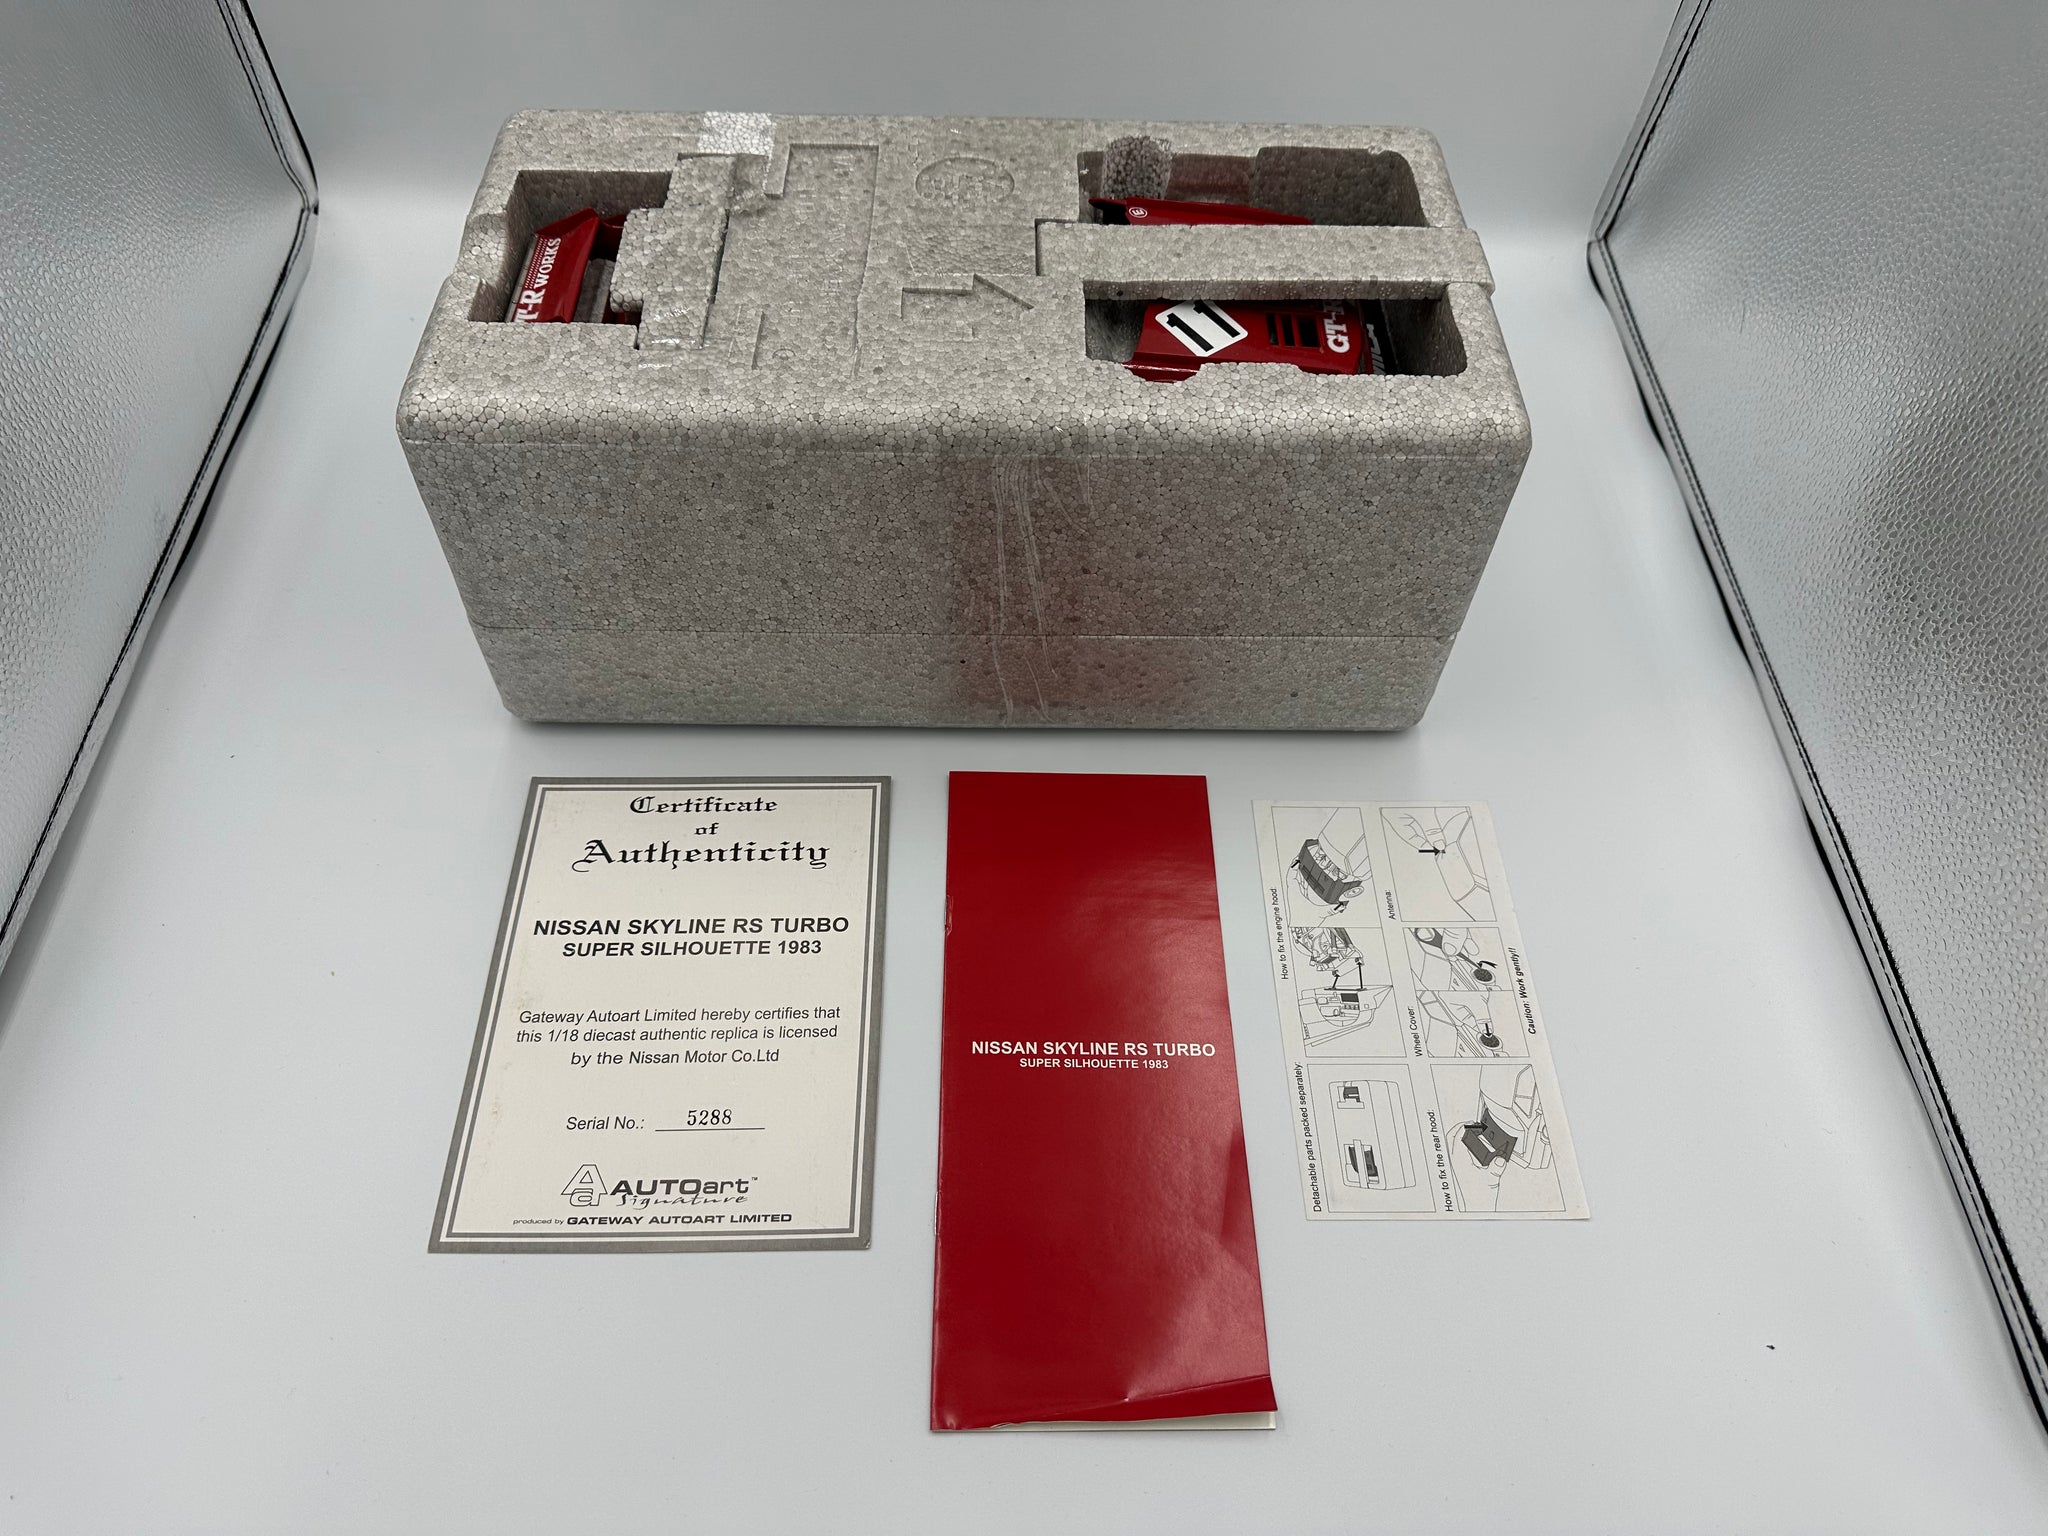 GT-R WORKS
E
11
GT-R
Certificate
of
Authenticity
NISSAN SKYLINE RS TURBO
SUPER SILHOUETTE 1983
Gateway Autoart Limited hereby certifies that
this 1/18 diecast authentic replica is licensed
by the Nissan Motor Co.Ltd
Serial No.: 5288
AA AUTOart™
Signature
produced by GATEWAY AUTOART LIMITED
NISSAN SKYLINE RS TURBO
SUPER SILHOUETTE 1983
Detachable parts packed separately:
How to fix the engine hood:
How to fix the rear hood:
Wheel Cover:
Antenna:
Caution: Work gently!!